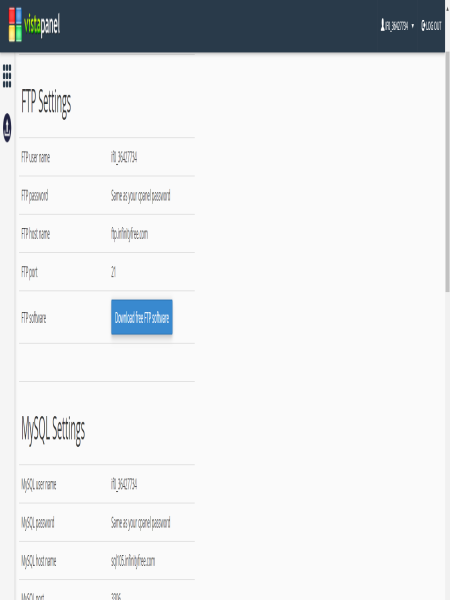 vistapanel
if0_36427734
LOG OUT
FTP Settings
FTP user name if0_36427734
FTP password Same as your cpanel password
FTP host name ftp.infinityfree.com
FTP port 21
FTP software Download free FTP software
MySQL Settings
MySQL user name if0_36427734
MySQL password Same as your cpanel password
MySQL host name sql105.infinityfree.com
MySQL port 3306